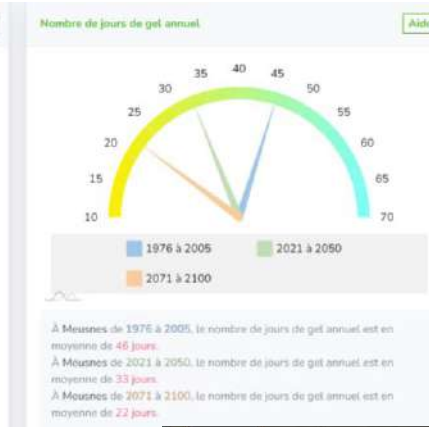 Nombre de jours de gel annuel
Aide
40
35 45
30 50
25 55
20 60
15 65
10 70
1976 à 2005 2021 à 2050
2071 à 2100
À Meusnes de 1976 à 2005, le nombre de jours de gel annuel est en
moyenne de 46 jours.
À Meusnes de 2021 à 2050, le nombre de jours de gel annuel est en
moyenne de 33 jours.
À Meusnes de 2071 à 2100, le nombre de jours de gel annuel est en
moyenne de 22 jours.